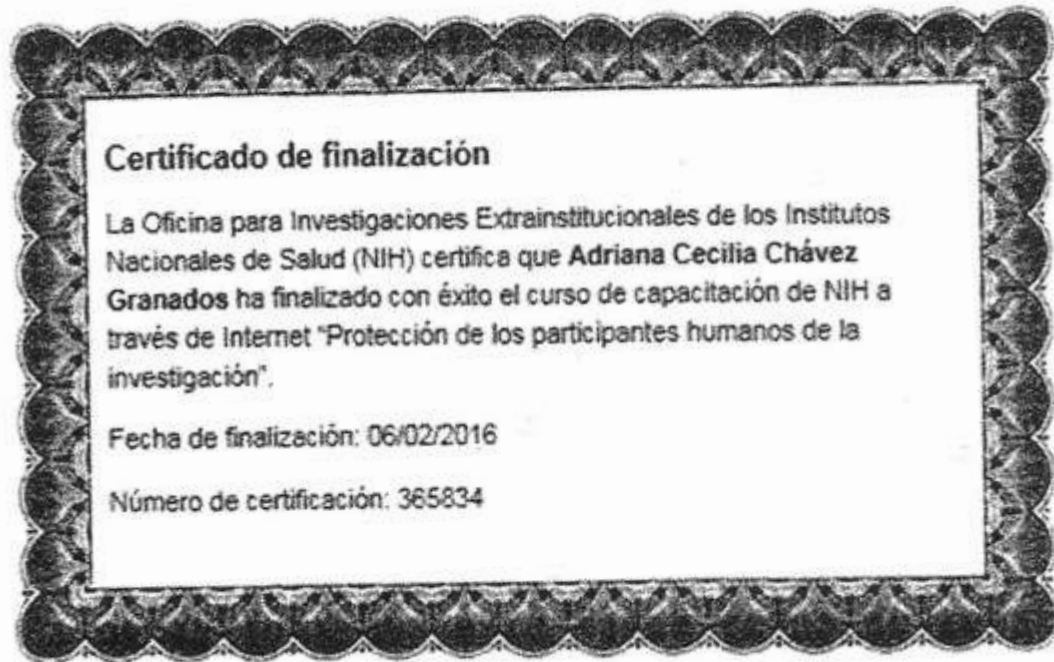 Certificado de finalización
La Oficina para Investigaciones Extrainstitucionales de los Institutos
Nacionales de Salud (NIH) certifica que Adriana Cecilia Chávez
Granados ha finalizado con éxito el curso de capacitación de NIH a
través de Internet "Protección de los participantes humanos de la
investigación".
Fecha de finalización: 06/02/2016
Número de certificación: 365834